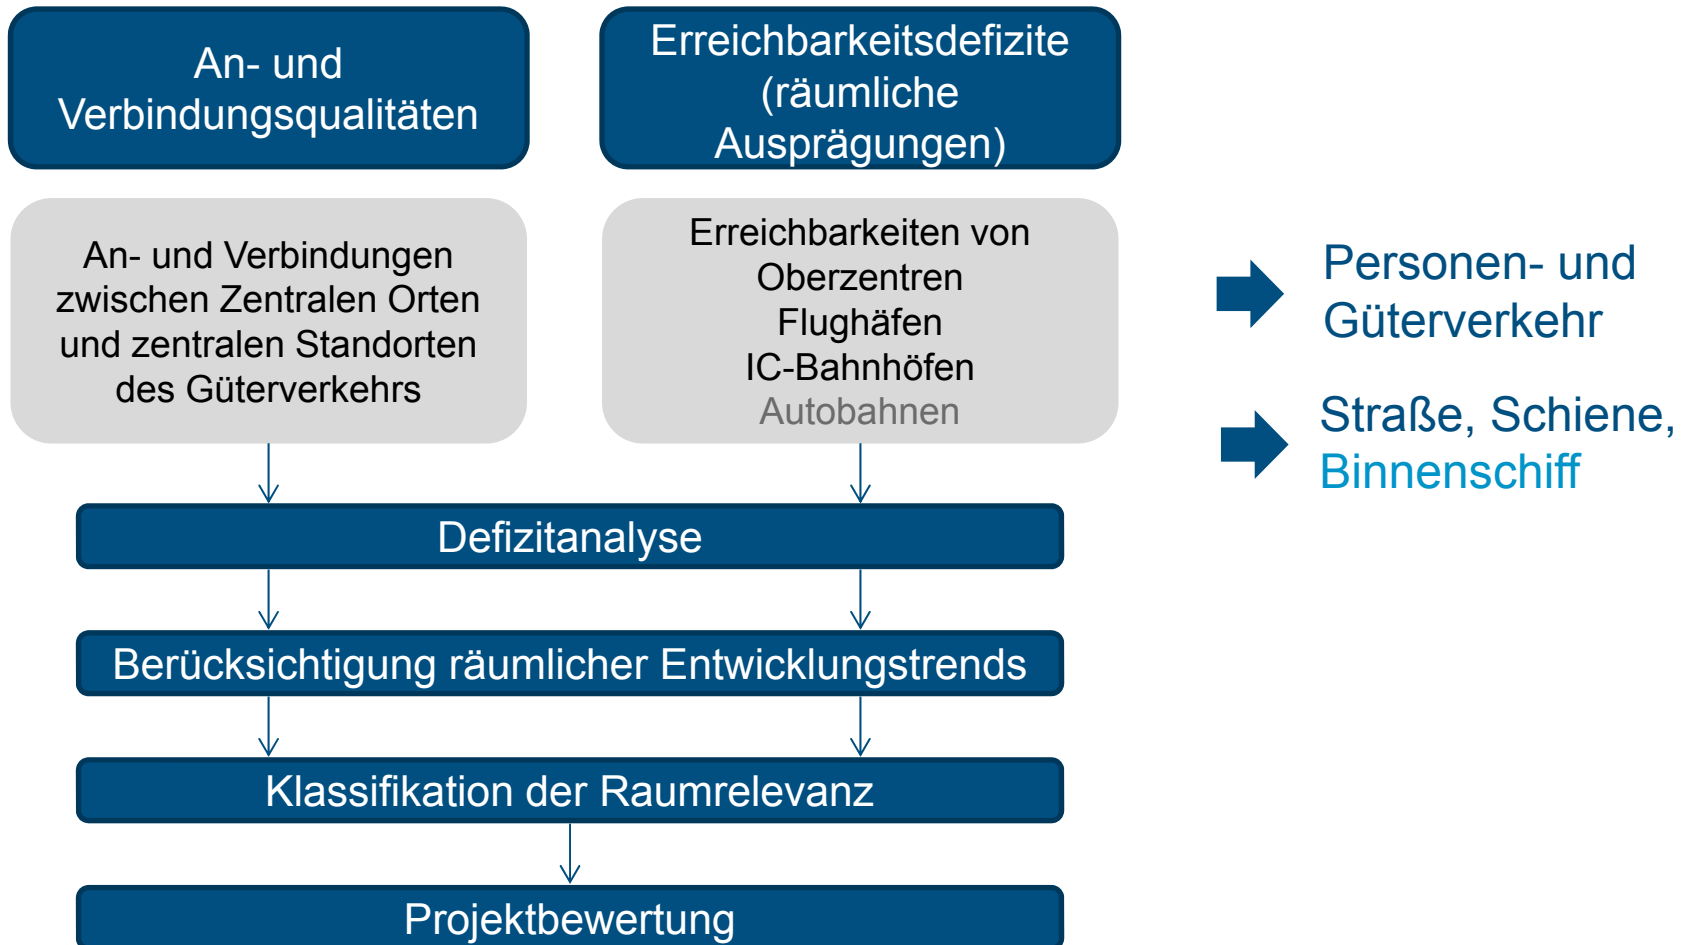 An- und
Verbindungsqualitäten
Erreichbarkeitsdefizite
(räumliche
Ausprägungen)
An- und Verbindungen
zwischen Zentralen Orten
und zentralen Standorten
des Güterverkehrs
Erreichbarkeiten von
Oberzentren
Flughäfen
IC-Bahnhöfen
Autobahnen
Personen- und
Güterverkehr
Straße, Schiene,
Binnenschiff
Defizitanalyse
Berücksichtigung räumlicher Entwicklungstrends
Klassifikation der Raumrelevanz
Projektbewertung